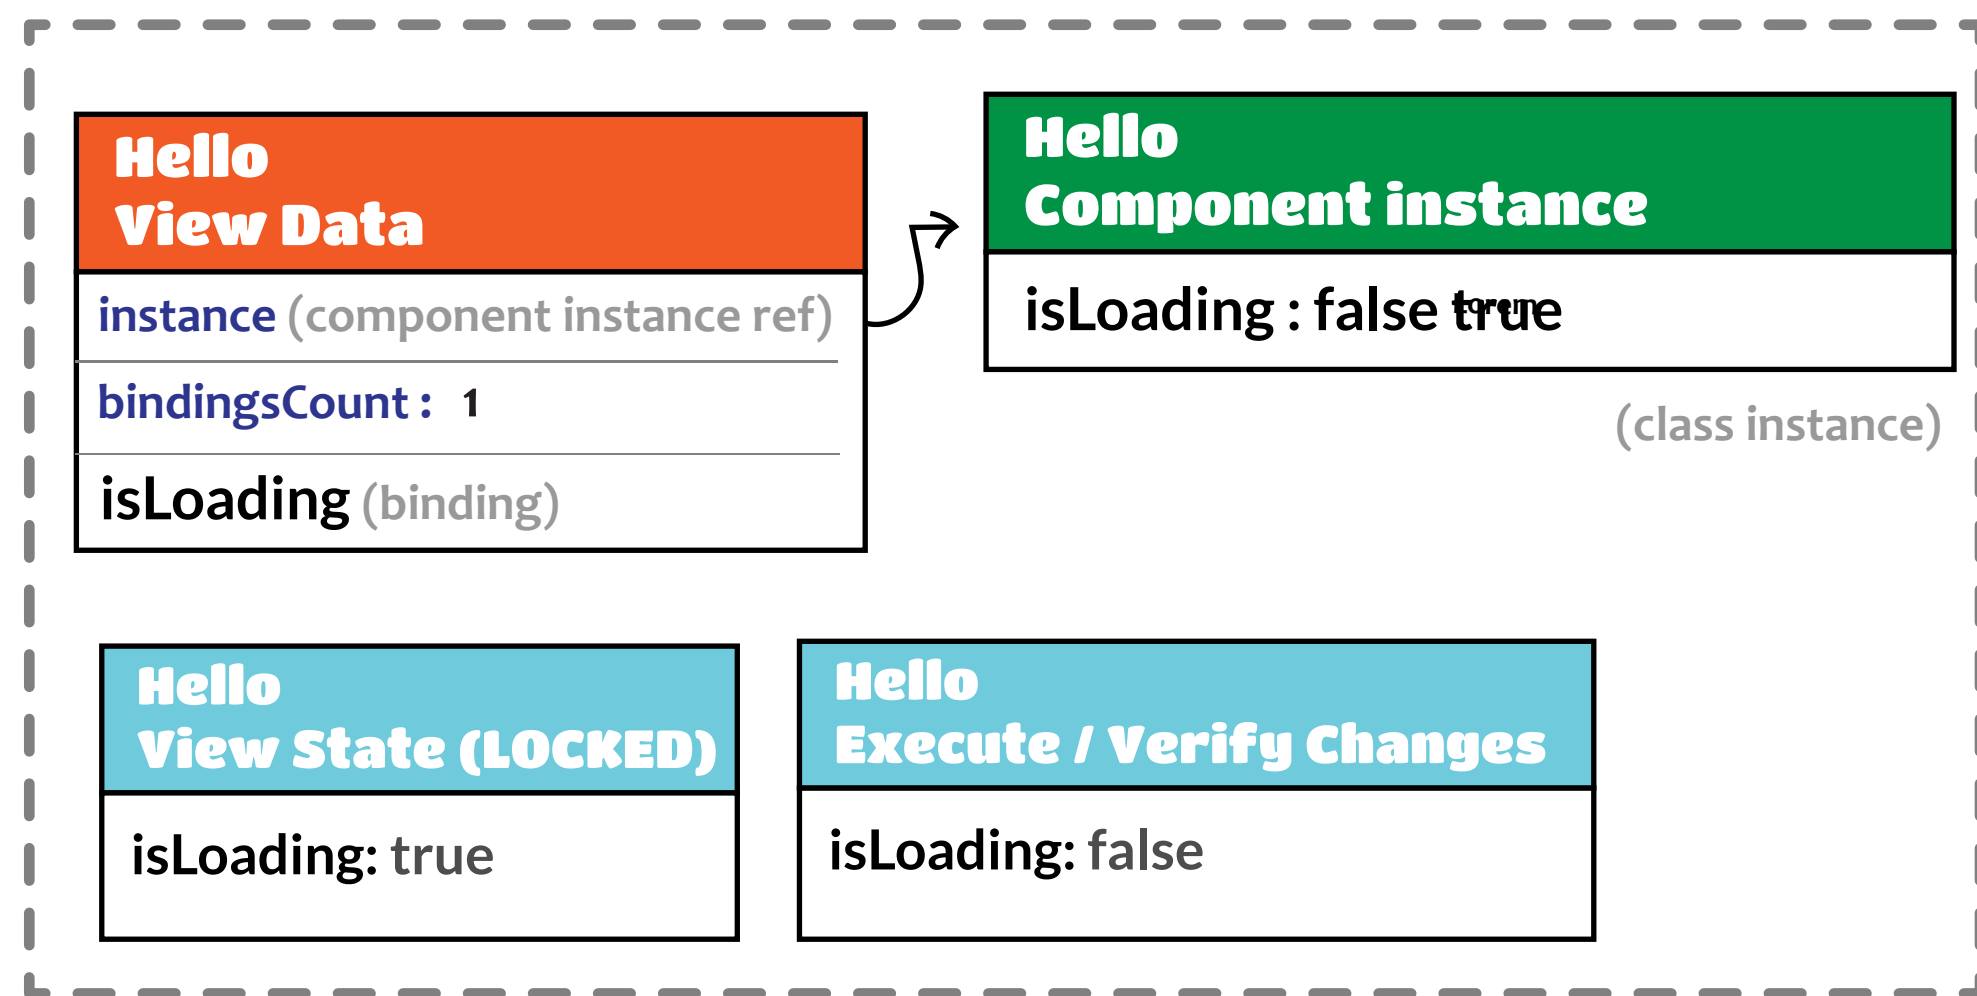 Hello
View Data
instance (component instance ref)
bindingsCount : 1
isLoading (binding)
Hello
Component instance
isLoading : false true
Lorem
(class instance)
Hello
View State (LOCKED)
isLoading: true
Hello
Execute / Verify Changes
isLoading: false